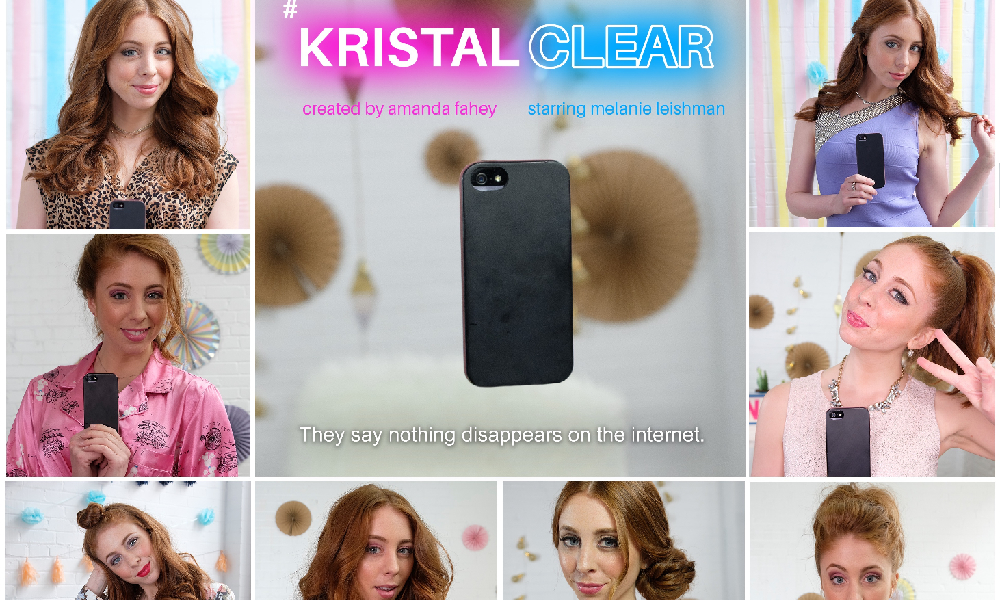 #
KRISTAL CLEAR
created by amanda fahey starring melanie leishman
They say nothing disappears on the internet.